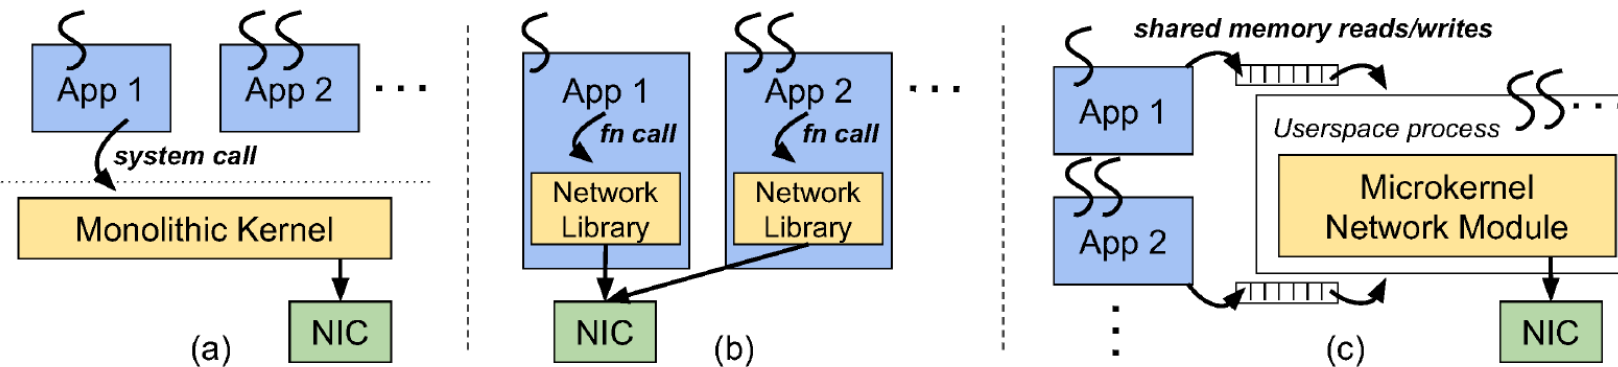 App 1
App 2
...
system call
Monolithic Kernel
NIC
(a)
App 1
App 2
...
fn call
fn call
Network
Library
Network
Library
NIC
(b)
shared memory reads/writes
App 1
Userspace process
...
Microkernel
Network Module
App 2
NIC
(c)